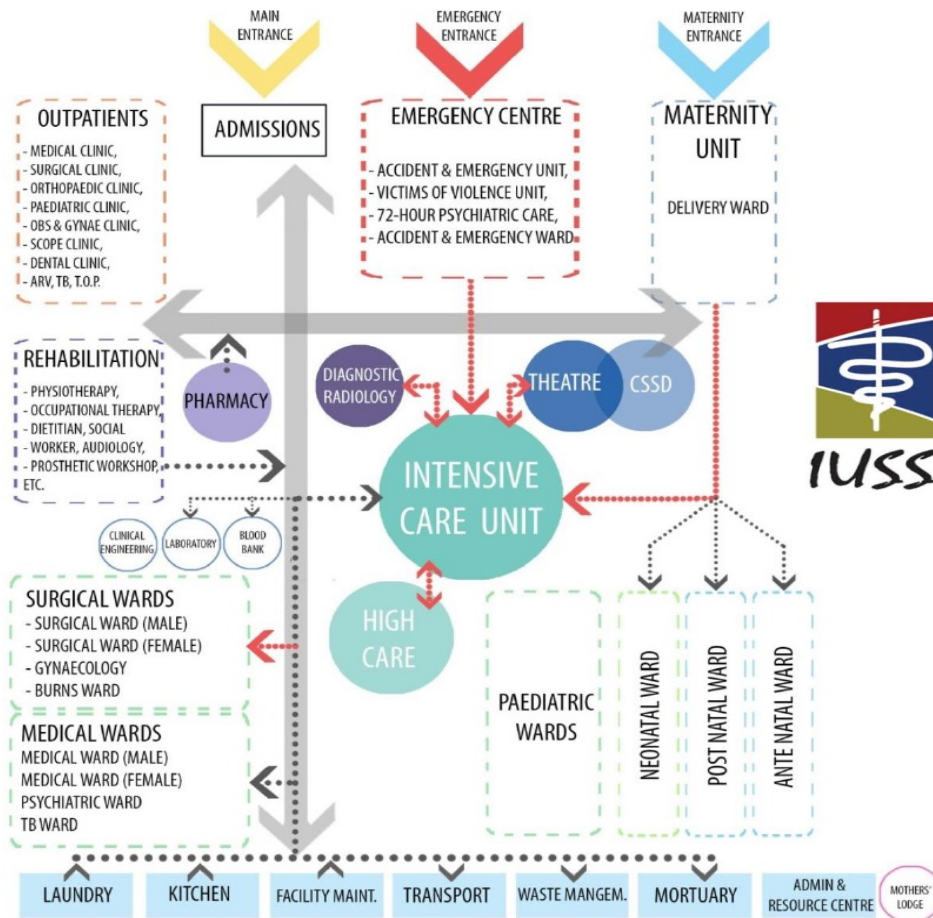 MAIN
ENTRANCE
EMERGENCY
ENTRANCE
MATERNITY
ENTRANCE
OUTPATIENTS
- MEDICAL CLINIC,
- SURGICAL CLINIC,
- ORTHOPAEDIC CLINIC,
- PAEDIATRIC CLINIC,
- OBS & GYNAE CLINIC,
- SCOPE CLINIC,
- DENTAL CLINIC,
- ARV, TB, T.O.P.
ADMISSIONS
EMERGENCY CENTRE
- ACCIDENT & EMERGENCY UNIT,
- VICTIMS OF VIOLENCE UNIT,
- 72-HOUR PSYCHIATRIC CARE,
- ACCIDENT & EMERGENCY WARD
MATERNITY
UNIT
DELIVERY WARD
REHABILITATION
- PHYSIOTHERAPY,
- OCCUPATIONAL THERAPY,
- DIETITIAN, SOCIAL
- WORKER, AUDIOLOGY,
- PROSTHETIC WORKSHOP,
ETC.
PHARMACY
DIAGNOSTIC
RADIOLOGY
THEATRE
CSSD
IUSS
INTENSIVE
CARE UNIT
CLINICAL
ENGINEERING
LABORATORY
BLOOD
BANK
HIGH
CARE
SURGICAL WARDS
- SURGICAL WARD (MALE)
- SURGICAL WARD (FEMALE)
- GYNAECOLOGY
- BURNS WARD
MEDICAL WARDS
MEDICAL WARD (MALE)
MEDICAL WARD (FEMALE)
PSYCHIATRIC WARD
TB WARD
PAEDIATRIC
WARDS
NEONATAL WARD
POST NATAL WARD
ANTE NATAL WARD
LAUNDRY
KITCHEN
FACILITY MAINT.
TRANSPORT
WASTE MANGEM.
MORTUARY
ADMIN &
RESOURCE CENTRE
MOTHERS'
LODGE